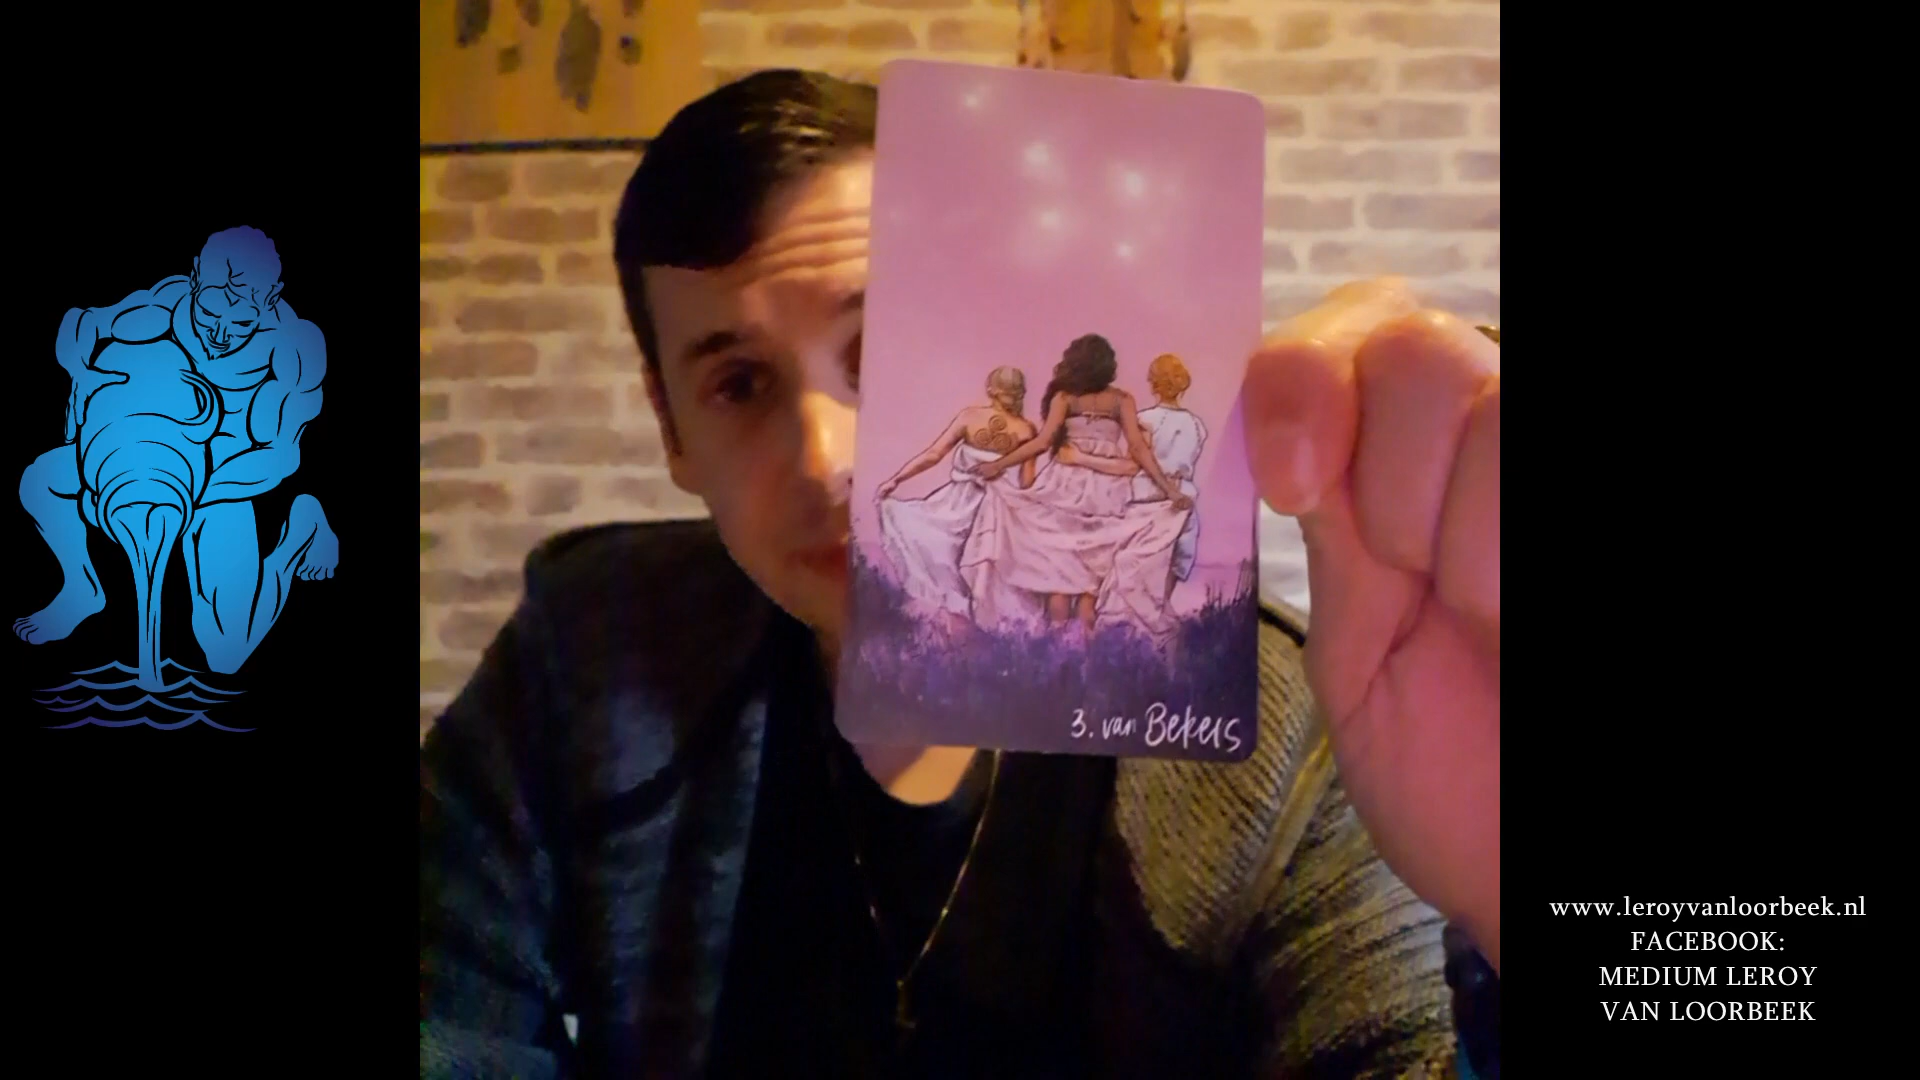 3. van Bekers
www.leroyvanloorbeek.nl
FACEBOOK:
MEDIUM LEROY
VAN LOORBEEK